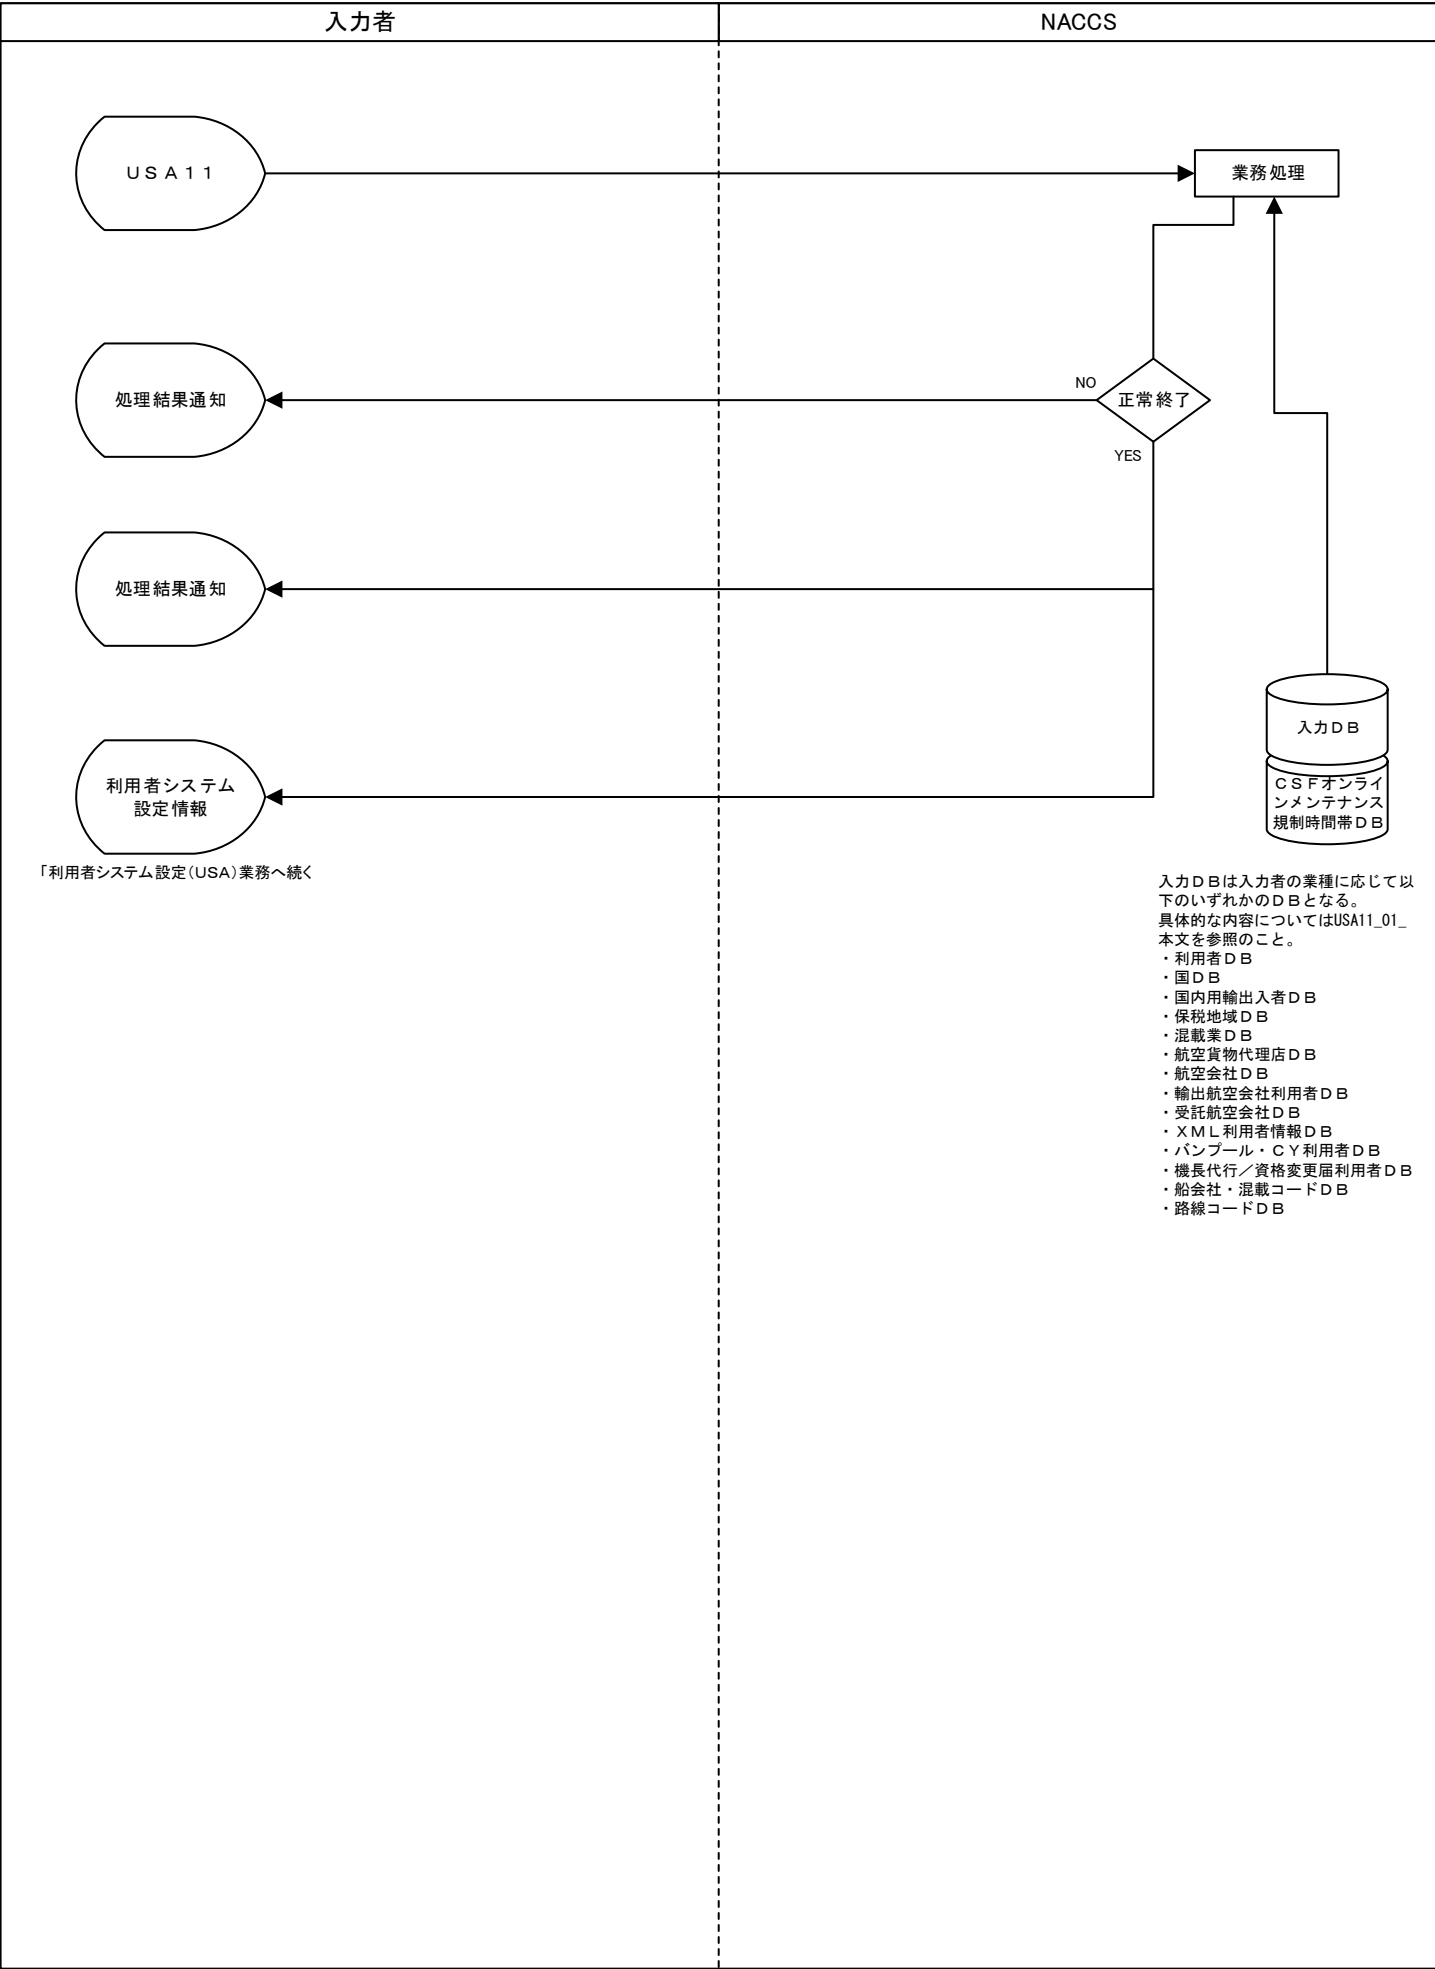 入力者
NACCS
ＵＳＡ１１
業務処理
処理結果通知
NO
正常終了
YES
処理結果通知
入力ＤＢ
ＣＳＦオンライ
ンメンテナンス
規制時間帯ＤＢ
利用者システム
設定情報
「利用者システム設定（USA）業務へ続く
入力ＤＢは入力者の業種に応じて以
下のいずれかのＤＢとなる。
具体的な内容についてはUSA11_01_
本文を参照のこと。
・利用者ＤＢ
・国ＤＢ
・国内用輸出入者ＤＢ
・保税地域ＤＢ
・混載業ＤＢ
・航空貨物代理店ＤＢ
・航空会社ＤＢ
・輸出航空会社利用者ＤＢ
・受託航空会社ＤＢ
・ＸＭＬ利用者情報ＤＢ
・バンプール・ＣＹ利用者ＤＢ
・機長代行／資格変更届利用者ＤＢ
・船会社・混載コードＤＢ
・路線コードＤＢ